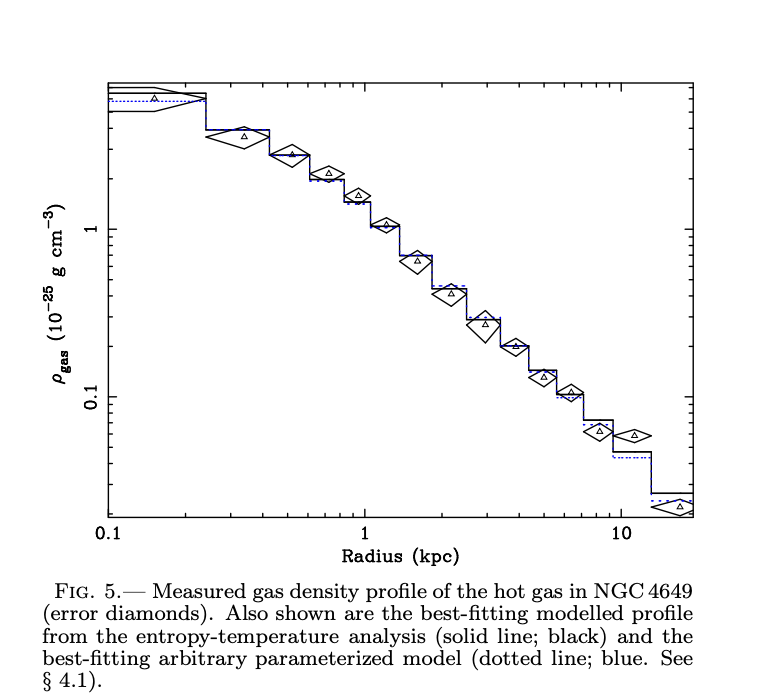 1
0.1
ρgas (10−25 g cm−3)
0.1 1 10
Radius (kpc)
Fig. 5.— Measured gas density profile of the hot gas in NGC 4649
(error diamonds). Also shown are the best-fitting modelled profile
from the entropy-temperature analysis (solid line; black) and the
best-fitting arbitrary parameterized model (dotted line; blue. See
§ 4.1).